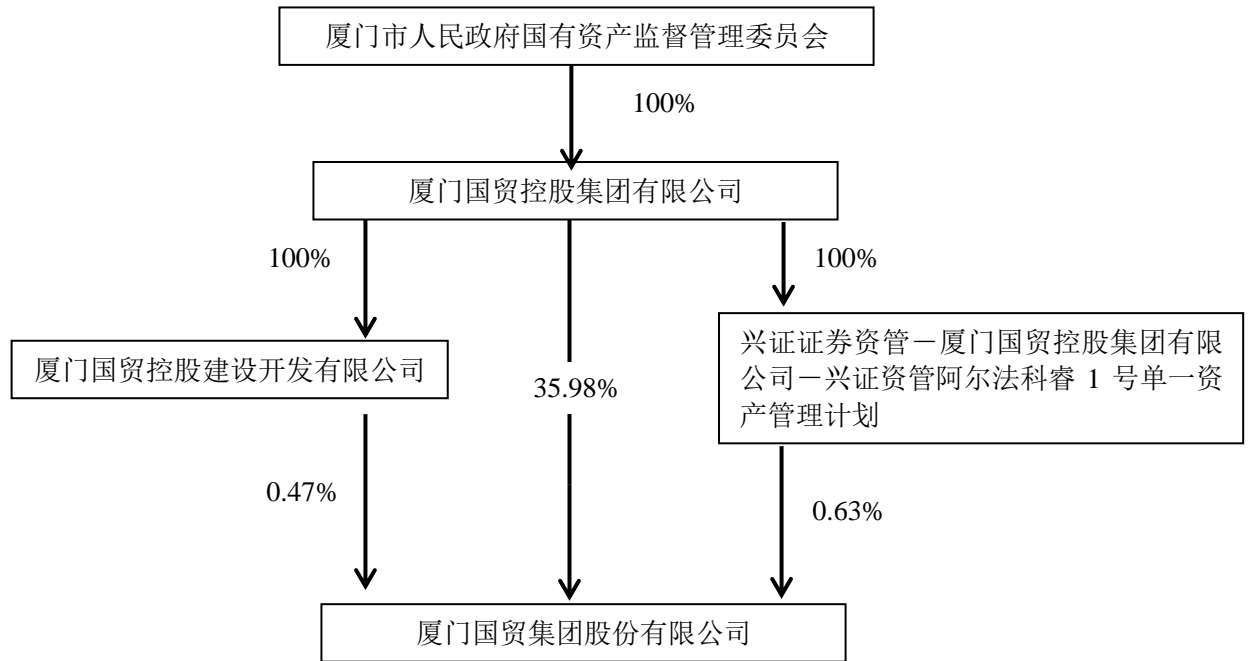 厦门市人民政府国有资产监督管理委员会
100%
厦门国贸控股集团有限公司
100%
100%
厦门国贸控股建设开发有限公司
35.98%
兴证证券资管－厦门国贸控股集团有限
公司－兴证资管阿尔法科睿 1 号单一资
产管理计划
0.47%
0.63%
厦门国贸集团股份有限公司